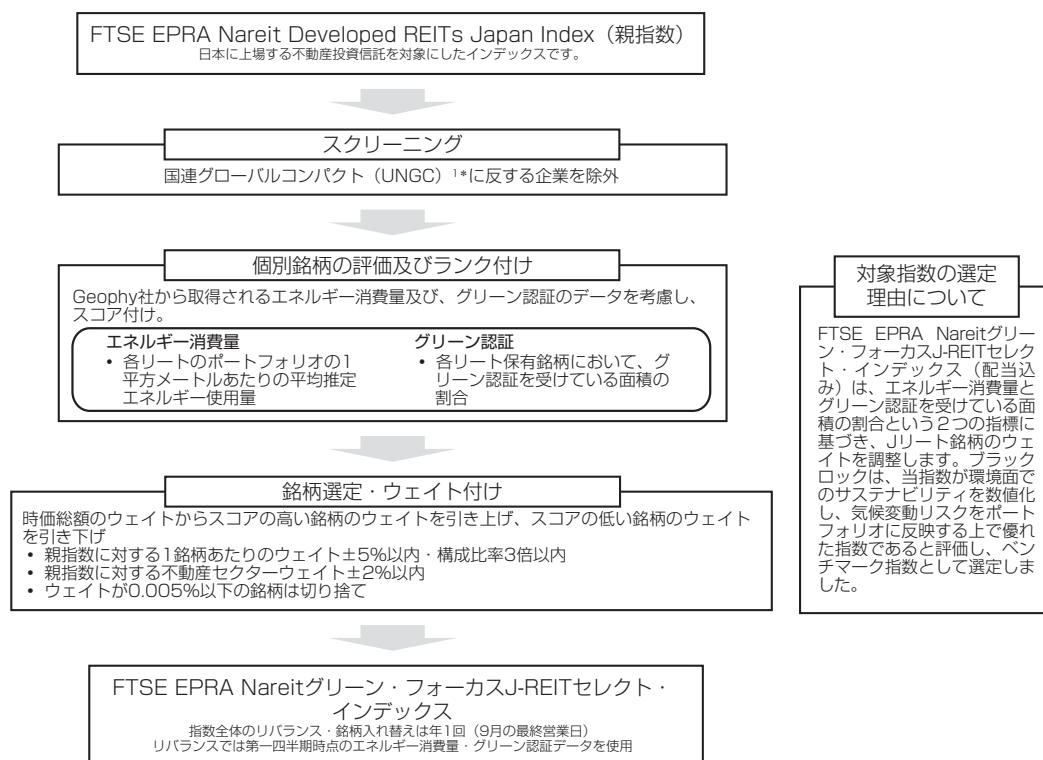 FTSE EPRA Nareit Developed REITs Japan Index（親指数）
日本に上場する不動産投資信託を対象にしたインデックスです。
スクリーニング
国連グローバルコンパクト（UNGC）1*に反する企業を除外
個別銘柄の評価及びランク付け
Geophy社から取得されるエネルギー消費量及び、グリーン認証のデータを考慮し、
スコア付け。
エネルギー消費量
• 各リートのポートフォリオの1
平方メートルあたりの平均推定
エネルギー使用量
グリーン認証
• 各リート保有銘柄において、グ
リーン認証を受けている面積の
割合
銘柄選定・ウェイト付け
時価総額のウェイトからスコアの高い銘柄のウェイトを引き上げ、スコアの低い銘柄のウェイト
を引き下げ
• 親指数に対する1銘柄あたりのウェイト±5%以内・構成比率3倍以内
• 親指数に対する不動産セクターウェイト±2%以内
• ウェイトが0.005%以下の銘柄は切り捨て
FTSE EPRA Nareitグリーン・フォーカスJ-REITセレクト・
インデックス
指数全体のリバランス・銘柄入れ替えは年1回（9月の最終営業日）
リバランスでは第一四半期時点のエネルギー消費量・グリーン認証データを使用
対象指数の選定
理由について
FTSE EPRA Nareitグリー
ン・フォーカスJ-REITセレク
ト・インデックス（配当込
み）は、エネルギー消費量と
グリーン認証を受けている面
積の割合という2つの指標に
基づき、Jリート銘柄のウェ
イトを調整します。ブラック
ロックは、当指数が環境面で
のサステナビリティを数値化
し、気候変動リスクをポート
フォリオに反映する上で優れ
た指数であると評価し、ベン
チマーク指数として選定しま
した。